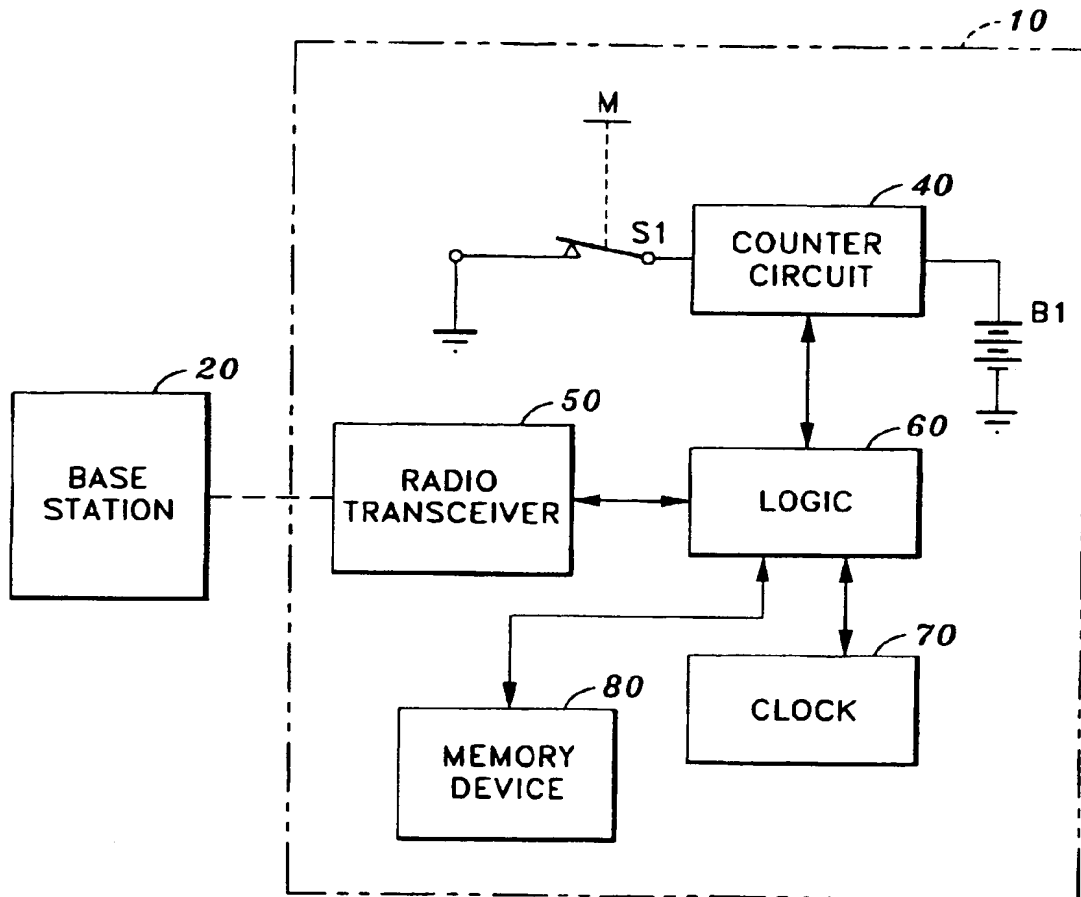 10
M
40
S1
COUNTER
CIRCUIT
B1
20
50
60
BASE
STATION
RADIO
TRANSCEIVER
LOGIC
70
80
CLOCK
MEMORY
DEVICE